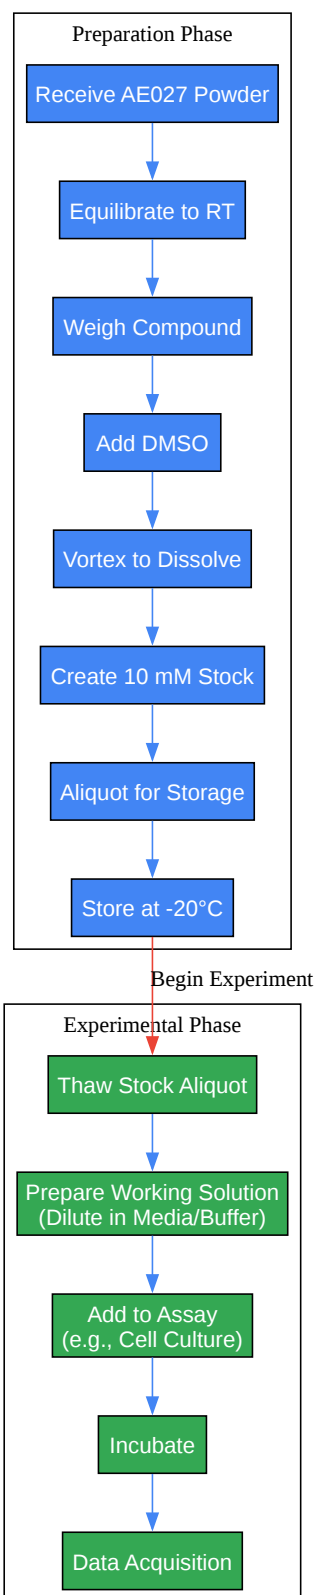 Preparation Phase
Receive AE027 Powder
Equilibrate to RT
Weigh Compound
Add DMSO
Vortex to Dissolve
Create 10 mM Stock
Aliquot for Storage
Store at -20°C
Begin Experiment
Experimental Phase
Thaw Stock Aliquot
Prepare Working Solution
(Dilute in Media/Buffer)
Add to Assay
(e.g., Cell Culture)
Incubate
Data Acquisition